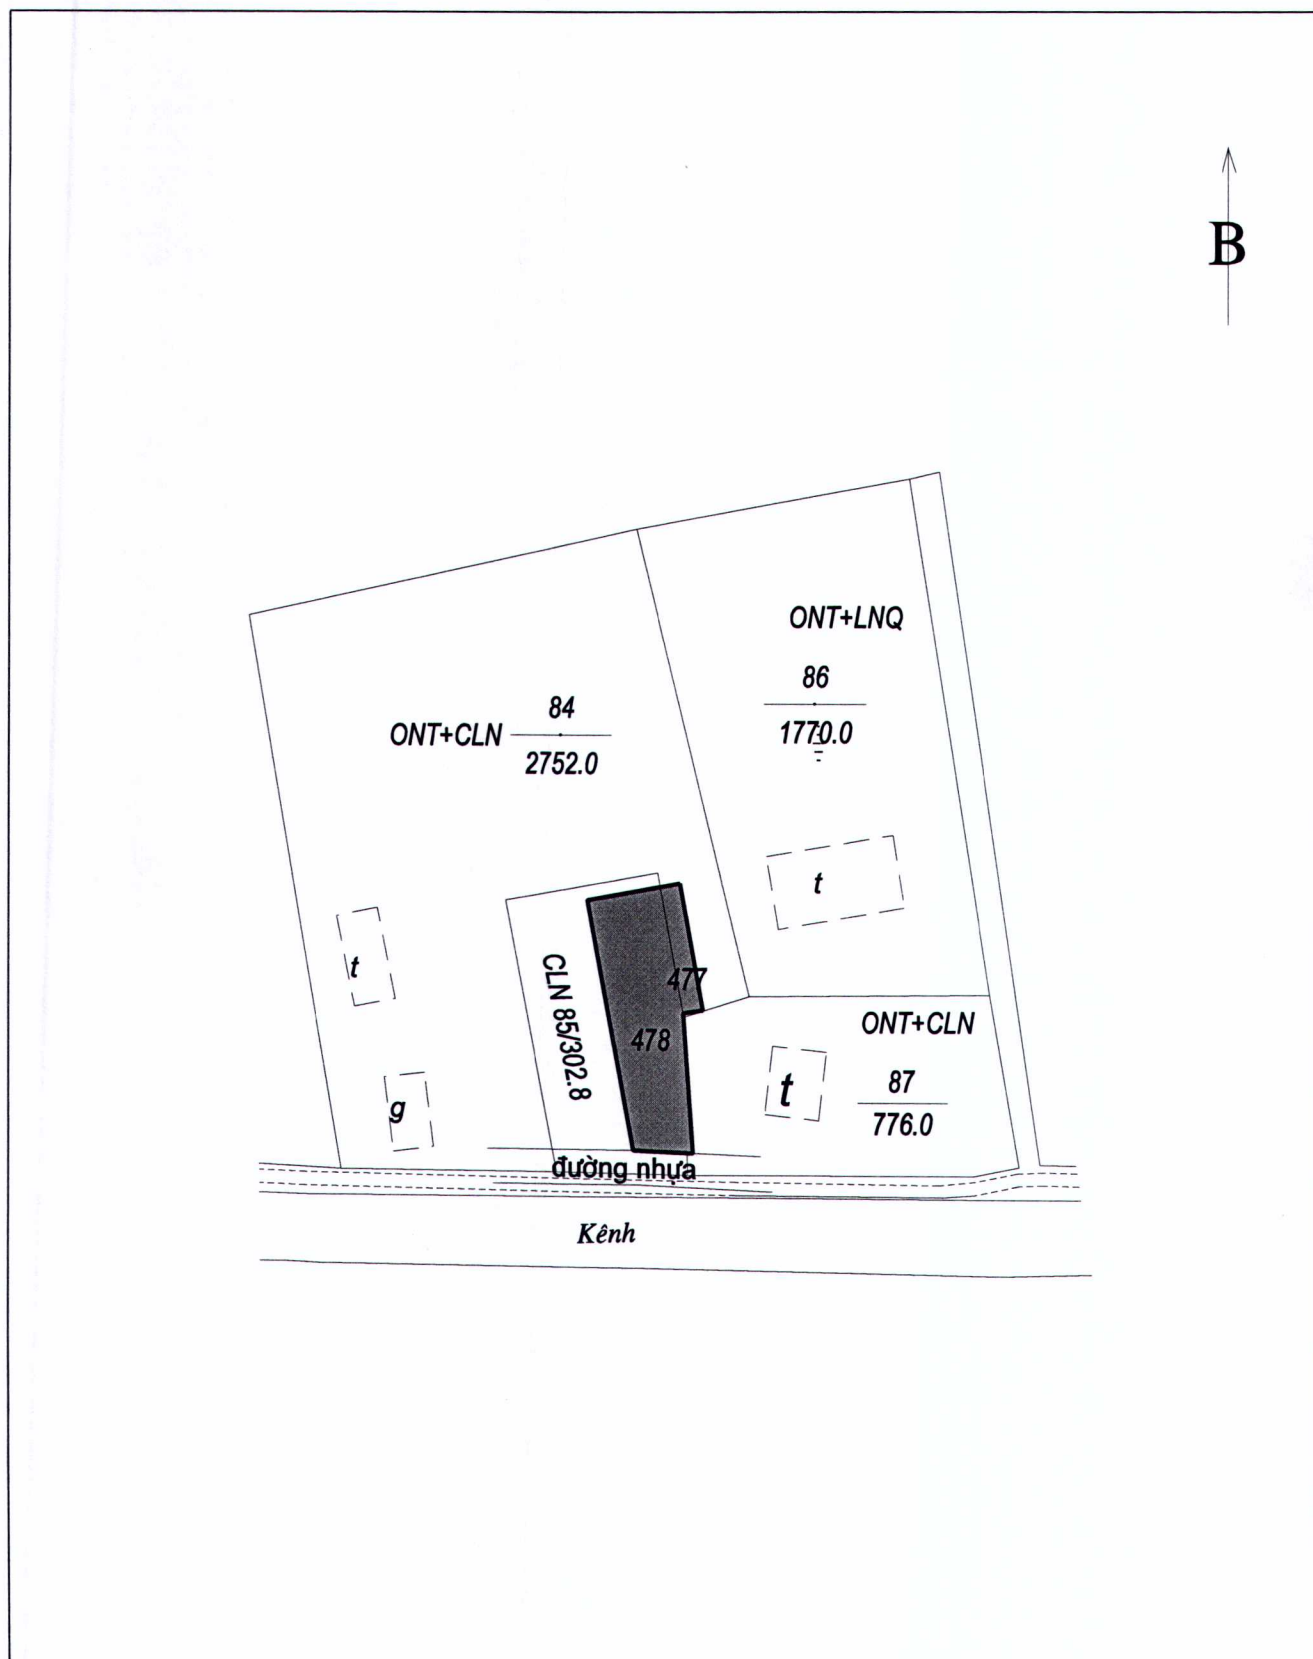 B
ONT+LNQ
86
1770.0
84
ONT+CLN
2752.0
t
t
477
CLN 85/302.8
478
ONT+CLN
t
87
776.0
g
đường nhựa
Kênh